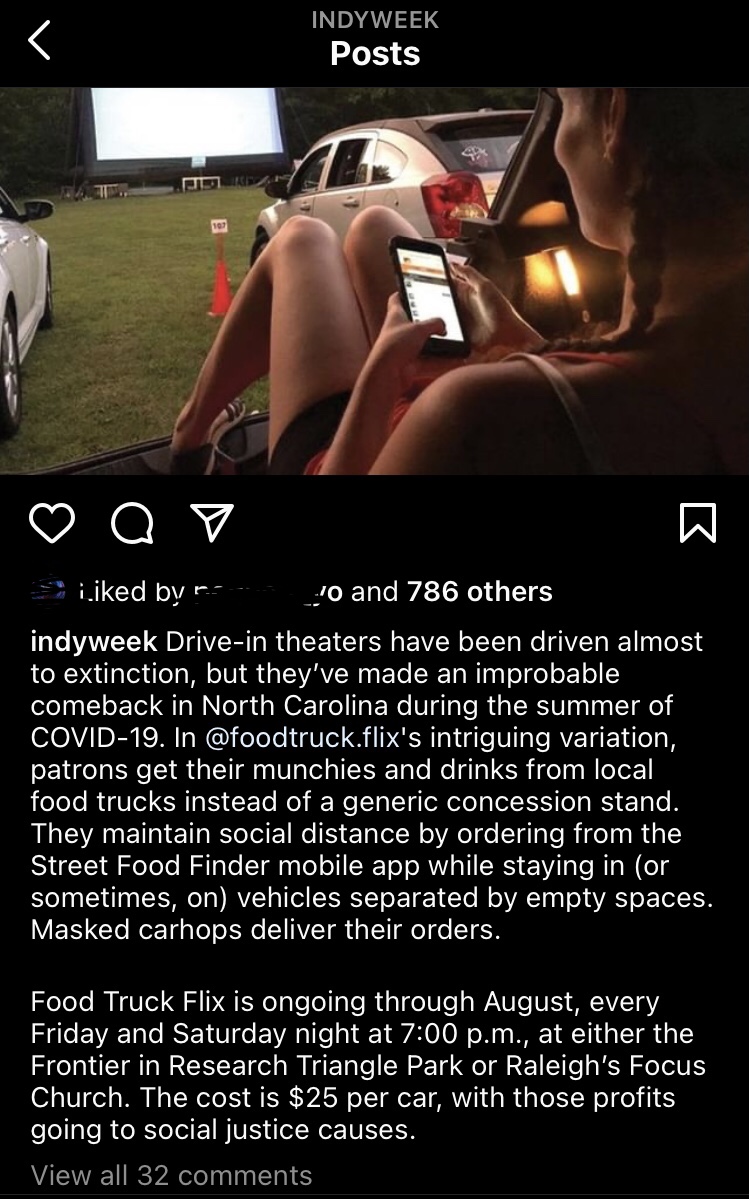 INDYWEEK
Posts
107
Liked by and 786 others
indyweek Drive-in theaters have been driven almost
to extinction, but they’ve made an improbable
comeback in North Carolina during the summer of
COVID-19. In @foodtruck.flix's intriguing variation,
patrons get their munchies and drinks from local
food trucks instead of a generic concession stand.
They maintain social distance by ordering from the
Street Food Finder mobile app while staying in (or
sometimes, on) vehicles separated by empty spaces.
Masked carhops deliver their orders.
Food Truck Flix is ongoing through August, every
Friday and Saturday night at 7:00 p.m., at either the
Frontier in Research Triangle Park or Raleigh’s Focus
Church. The cost is $25 per car, with those profits
going to social justice causes.
View all 32 comments